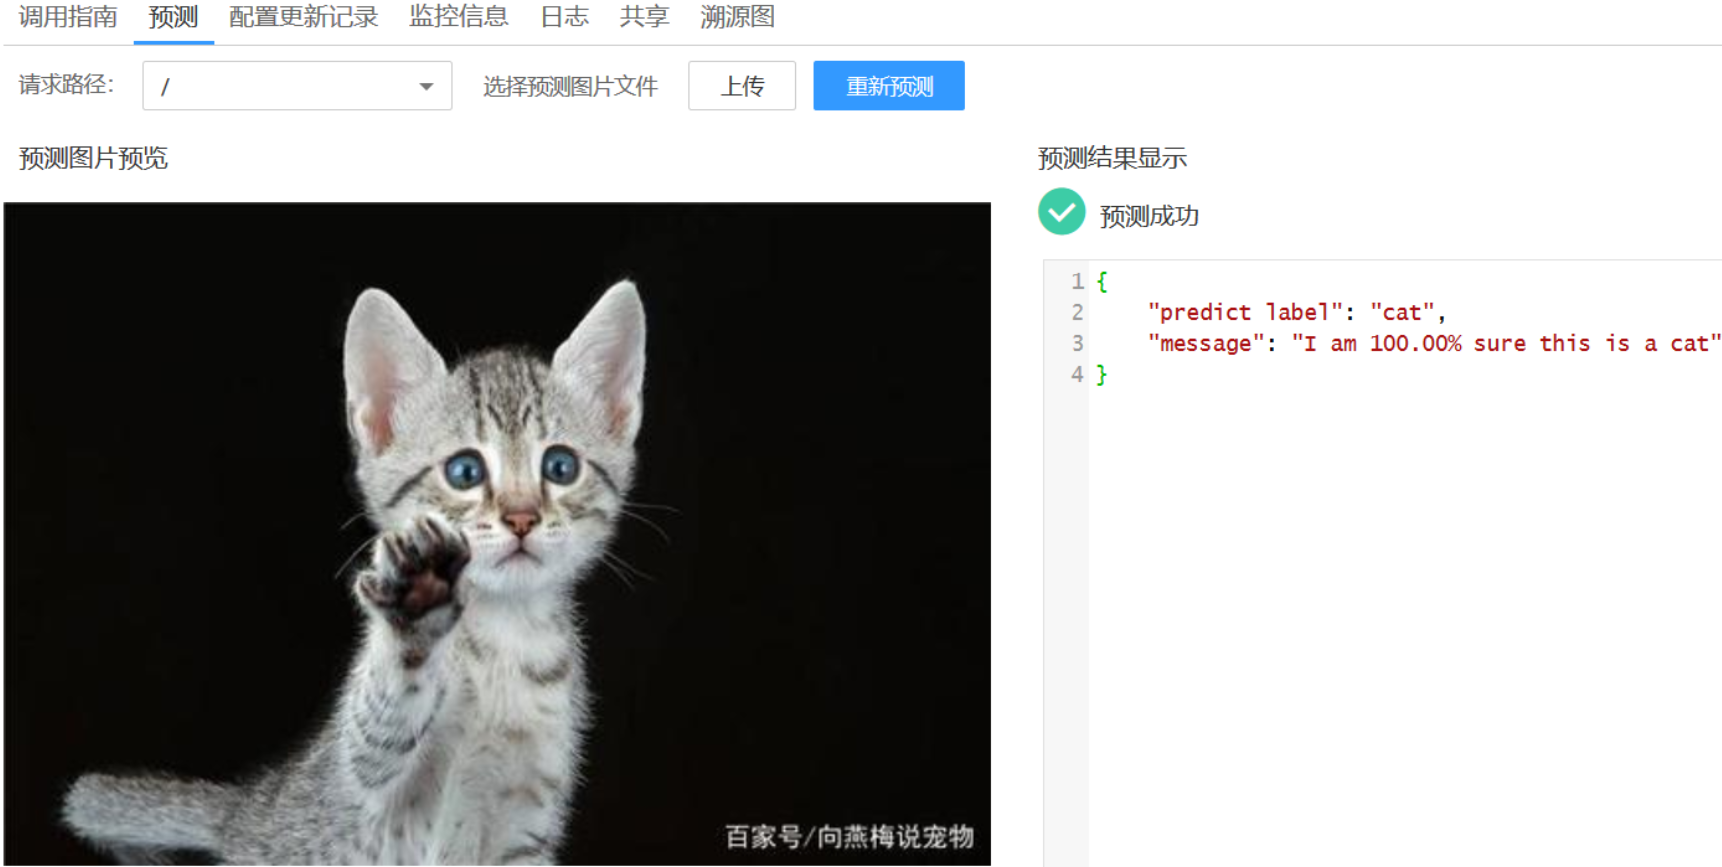 调用指南 预测 配置更新记录 监控信息 日志 共享 溯源图
请求路径： / 选择预测图片文件 上传 重新预测
预测图片预览
预测结果显示
预测成功
1 {
2 "predict label": "cat",
3 "message": "I am 100.00% sure this is a cat"
4 }
百家号/向燕梅说宠物